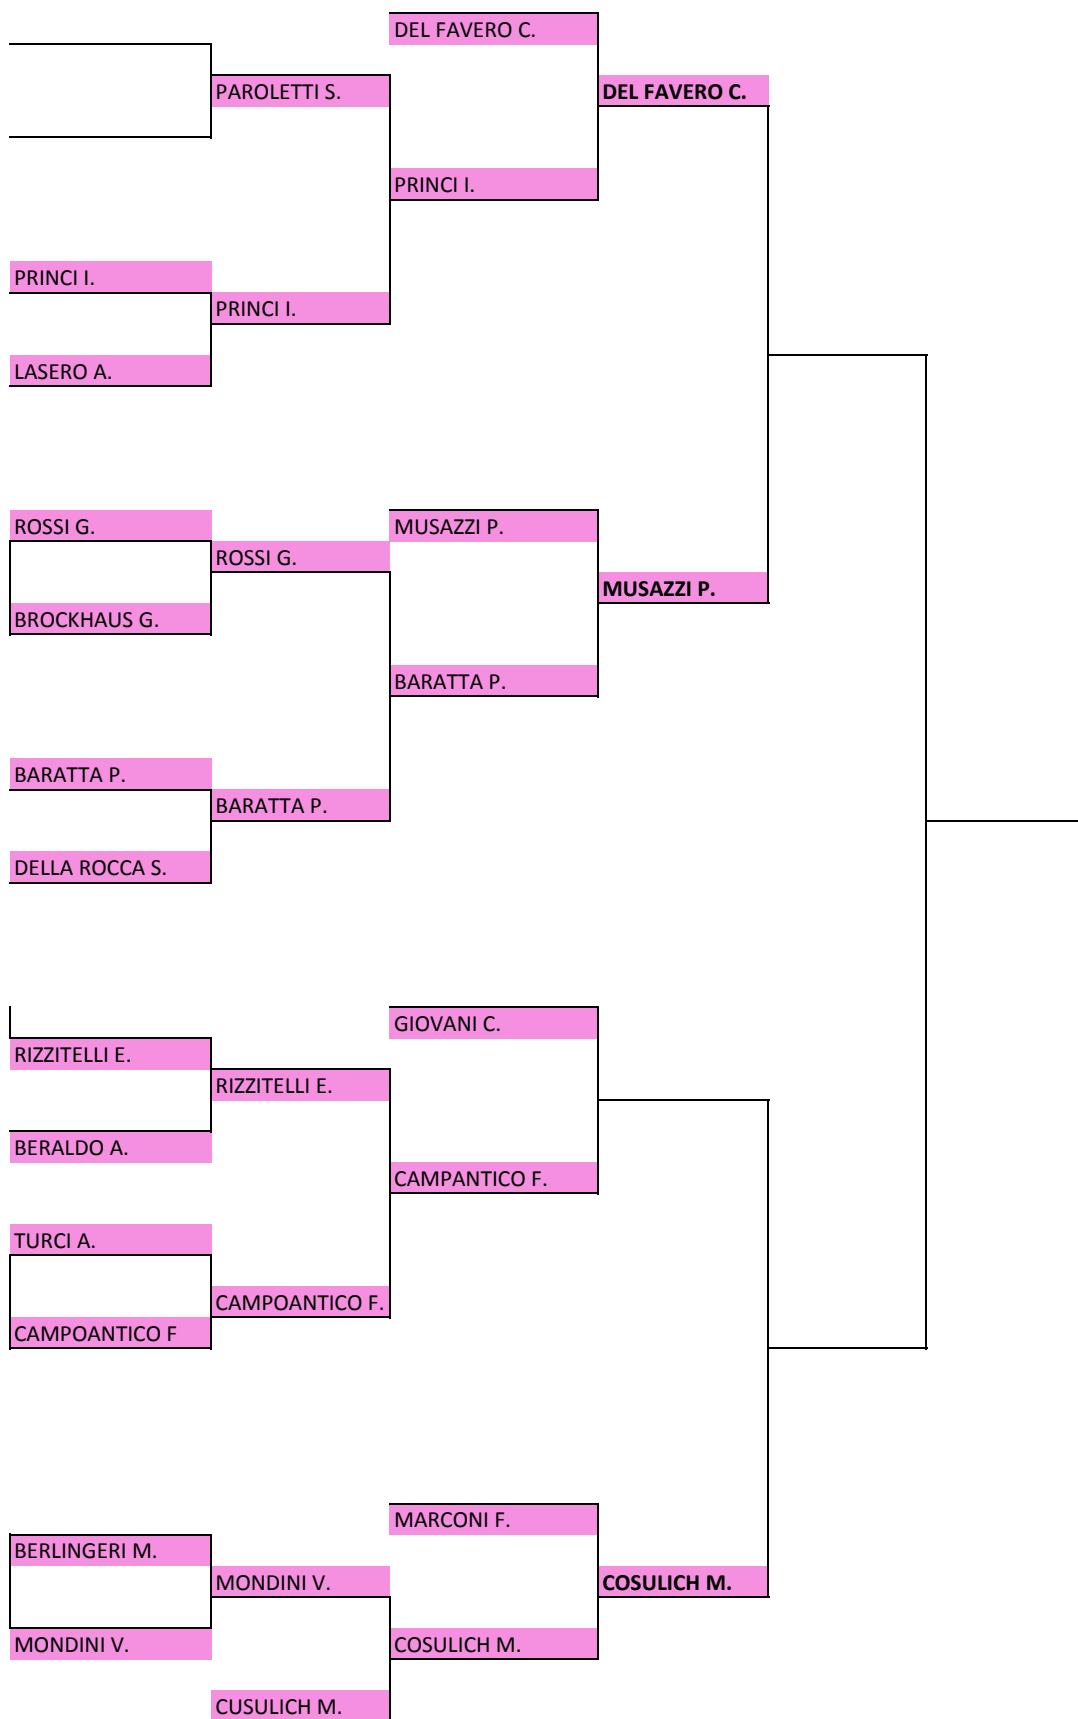 DEL FAVERO C.
PAROLETTI S.
DEL FAVERO C.
PRINCI I.
PRINCI I.
PRINCI I.
LASERO A.
ROSSI G.
MUSAZZI P.
ROSSI G.
MUSAZZI P.
BROCKHAUS G.
BARATTA P.
BARATTA P.
BARATTA P.
DELLA ROCCA S.
GIOVANI C.
RIZZITELLI E.
RIZZITELLI E.
BERALDO A.
CAMPANTICO F.
TURCI A.
CAMPOANTICO F.
CAMPOANTICO F
MARCONI F.
BERLINGERI M.
MONDINI V.
COSULICH M.
MONDINI V.
COSULICH M.
CUSULICH M.